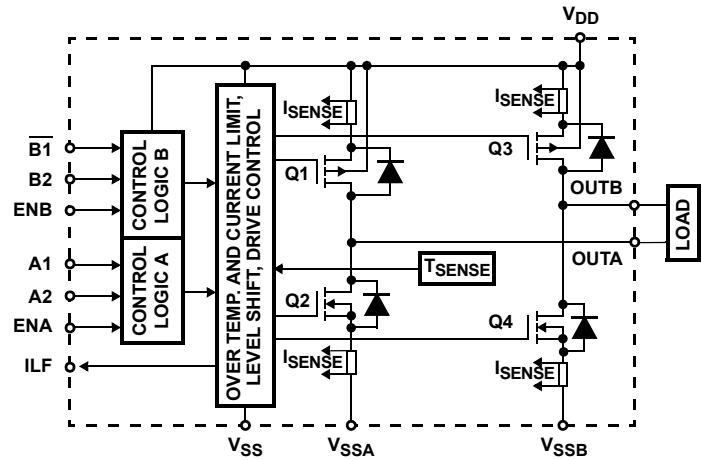 VDD
ISENSE
ISENSE
B1
B2
ENB
CONTROL
LOGIC B
Q1
Q3
OUTB
A1
A2
ENA
CONTROL
LOGIC A
OVER TEMP. AND CURRENT LIMIT,
LEVEL SHIFT, DRIVE CONTROL
TSENSE
OUTA
LOAD
Q2
Q4
ILF
ISENSE
ISENSE
VSS
VSSA
VSSB